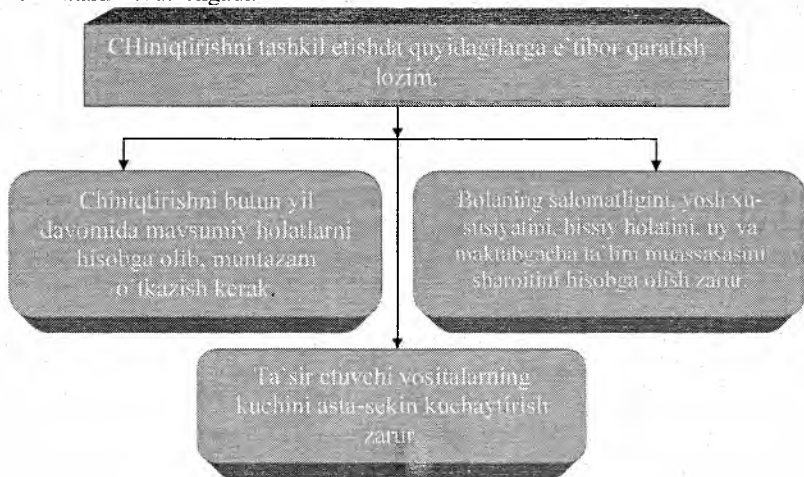 CHiniqtirishni tashkil etishda quyidagilarga e`tibor qaratish
lozim.
Chiniqtirishni butun yil
davomida mavsumiy holatlarni
hisobga olib, muntazam
o`tkazish kerak.
Bolaning salomatligini, yosh xu-
susiyatini, hissiy holatini, uy va
maktabgacha ta`lim muassasasini
sharoitini hisobga olish zarur.
Ta`sir etuvchi vositalarning
kuchini asta-sekin kuchaytirish
zarur.